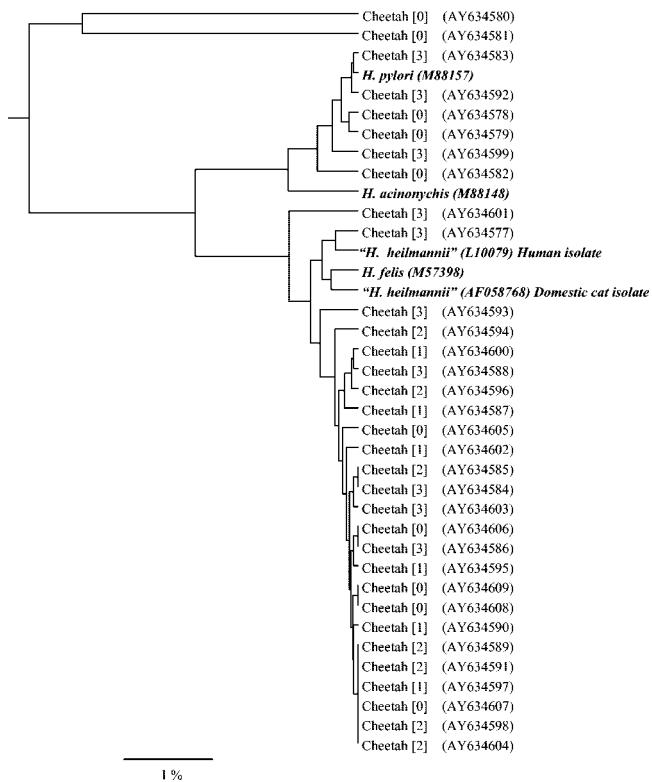 Cheetah [0] (AY634580)
Cheetah [0] (AY634581)
Cheetah [3] (AY634583)
H. pylori (M88157)
Cheetah [3] (AY634592)
Cheetah [0] (AY634578)
Cheetah [0] (AY634579)
Cheetah [3] (AY634599)
Cheetah [0] (AY634582)
H. acinonychis (M88148)
Cheetah [3] (AY634601)
Cheetah [3] (AY634577)
“H. heilmannii” (L10079) Human isolate
H. felis (M57398)
“H. heilmannii” (AF058768) Domestic cat isolate
Cheetah [3] (AY634593)
Cheetah [2] (AY634594)
Cheetah [1] (AY634600)
Cheetah [3] (AY634588)
Cheetah [2] (AY634596)
Cheetah [1] (AY634587)
Cheetah [0] (AY634605)
Cheetah [1] (AY634602)
Cheetah [2] (AY634585)
Cheetah [3] (AY634584)
Cheetah [3] (AY634603)
Cheetah [0] (AY634606)
Cheetah [3] (AY634586)
Cheetah [1] (AY634595)
Cheetah [0] (AY634609)
Cheetah [0] (AY634608)
Cheetah [1] (AY634590)
Cheetah [2] (AY634589)
Cheetah [2] (AY634591)
Cheetah [1] (AY634597)
Cheetah [0] (AY634607)
Cheetah [2] (AY634598)
Cheetah [2] (AY634604)
1 %